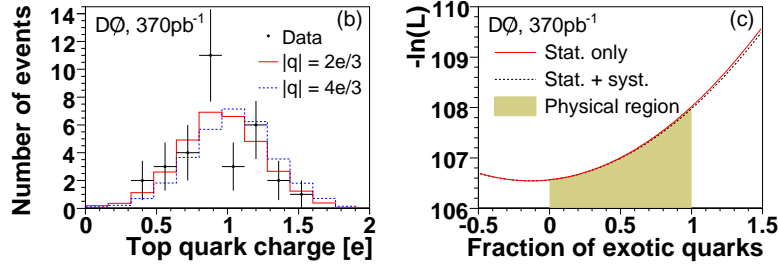 DØ, 370pb-1
(b)
Data
|q| = 2e/3
|q| = 4e/3
Number of events
14
12
10
8
6
4
2
0
0
0.5
1
1.5
2
Top quark charge [e]
DØ, 370pb-1
(c)
Stat. only
Stat. + syst.
Physical region
-ln(L)
110
109
108
107
106
-0.5
0
0.5
1
1.5
Fraction of exotic quarks